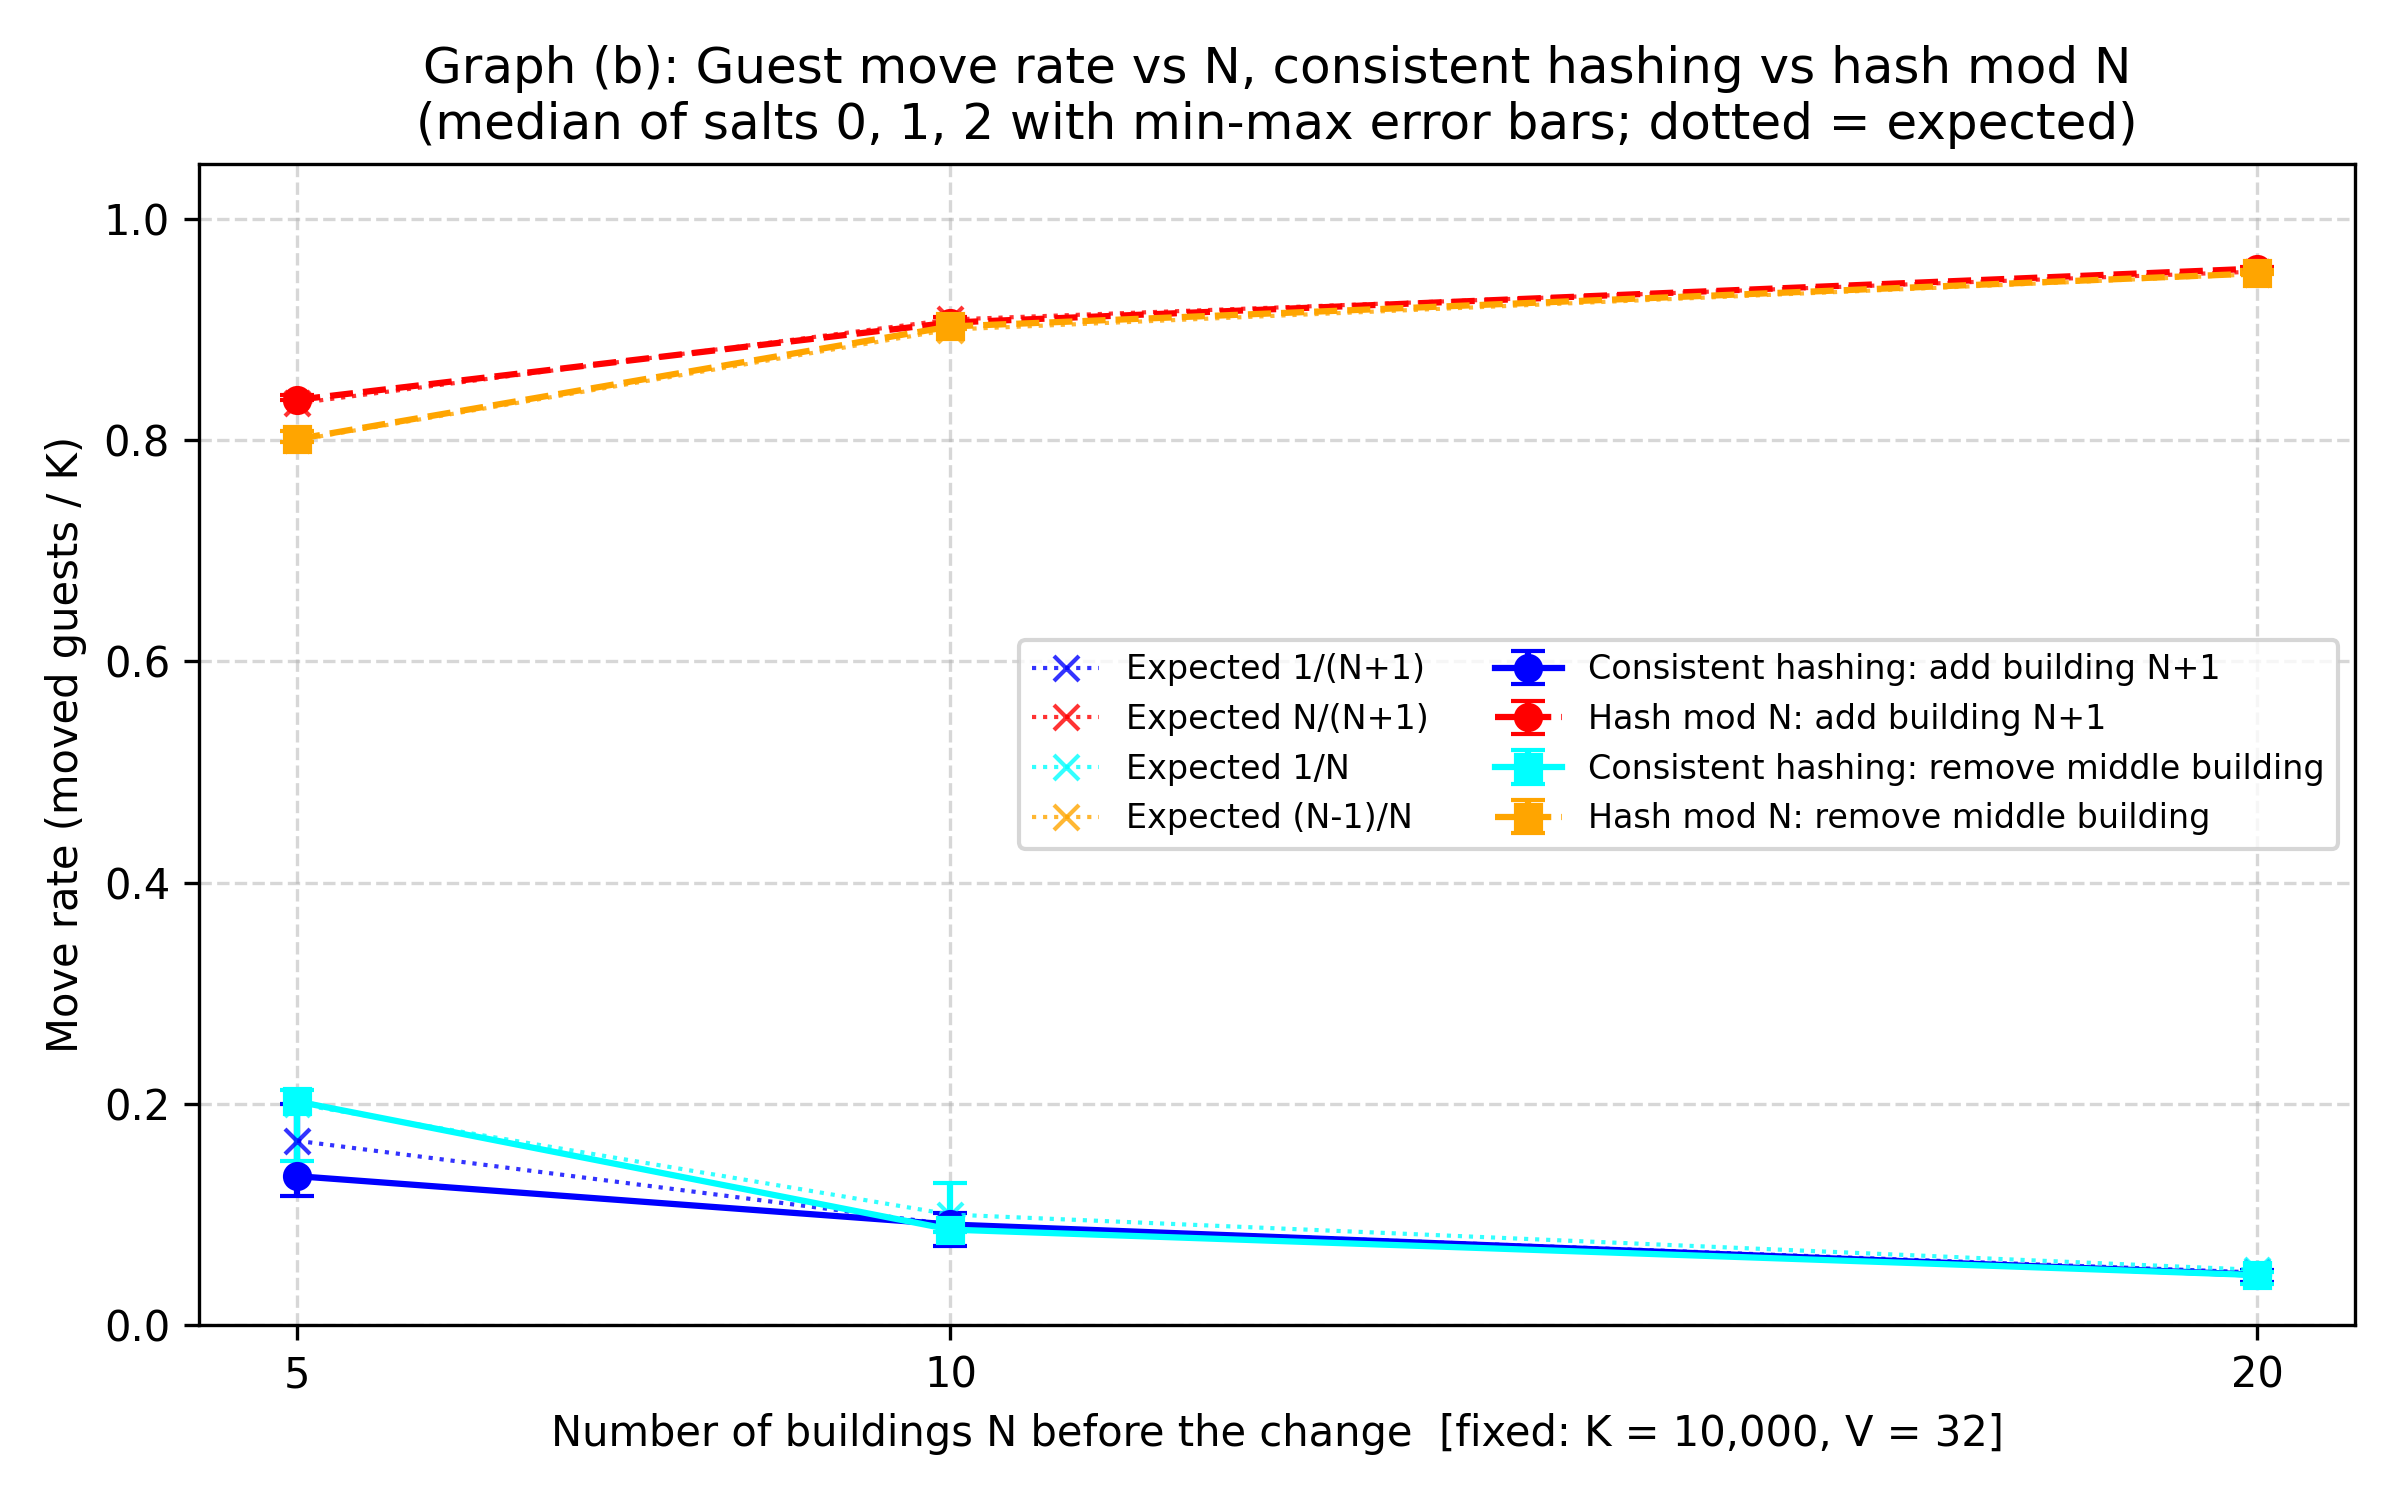 Graph (b): Guest move rate vs N, consistent hashing vs hash mod N
(median of salts 0, 1, 2 with min-max error bars; dotted = expected)
Move rate (moved guests / K)
1.0
0.8
0.6
0.4
0.2
0.0
Expected 1/(N+1)
Expected N/(N+1)
Expected 1/N
Expected (N-1)/N
Consistent hashing: add building N+1
Hash mod N: add building N+1
Consistent hashing: remove middle building
Hash mod N: remove middle building
5
10
20
Number of buildings N before the change [fixed: K = 10,000, V = 32]